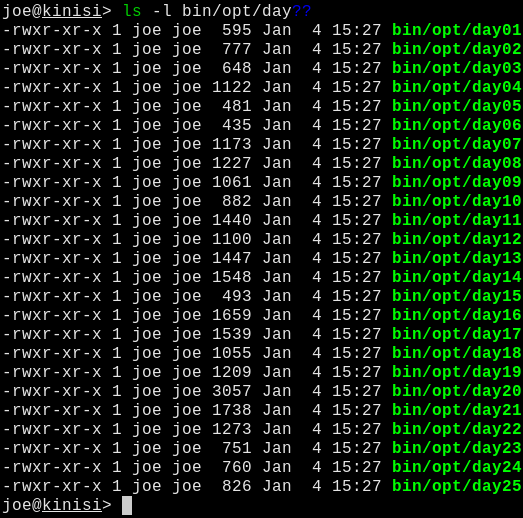 joe@kinisi> ls -l bin/opt/day??
-rwxr-xr-x 1 joe joe  595 Jan  4 15:27 bin/opt/day01
-rwxr-xr-x 1 joe joe  777 Jan  4 15:27 bin/opt/day02
-rwxr-xr-x 1 joe joe  648 Jan  4 15:27 bin/opt/day03
-rwxr-xr-x 1 joe joe 1122 Jan  4 15:27 bin/opt/day04
-rwxr-xr-x 1 joe joe  481 Jan  4 15:27 bin/opt/day05
-rwxr-xr-x 1 joe joe  435 Jan  4 15:27 bin/opt/day06
-rwxr-xr-x 1 joe joe 1173 Jan  4 15:27 bin/opt/day07
-rwxr-xr-x 1 joe joe 1227 Jan  4 15:27 bin/opt/day08
-rwxr-xr-x 1 joe joe 1061 Jan  4 15:27 bin/opt/day09
-rwxr-xr-x 1 joe joe  882 Jan  4 15:27 bin/opt/day10
-rwxr-xr-x 1 joe joe 1440 Jan  4 15:27 bin/opt/day11
-rwxr-xr-x 1 joe joe 1100 Jan  4 15:27 bin/opt/day12
-rwxr-xr-x 1 joe joe 1447 Jan  4 15:27 bin/opt/day13
-rwxr-xr-x 1 joe joe 1548 Jan  4 15:27 bin/opt/day14
-rwxr-xr-x 1 joe joe  493 Jan  4 15:27 bin/opt/day15
-rwxr-xr-x 1 joe joe 1659 Jan  4 15:27 bin/opt/day16
-rwxr-xr-x 1 joe joe 1539 Jan  4 15:27 bin/opt/day17
-rwxr-xr-x 1 joe joe 1055 Jan  4 15:27 bin/opt/day18
-rwxr-xr-x 1 joe joe 1209 Jan  4 15:27 bin/opt/day19
-rwxr-xr-x 1 joe joe 3057 Jan  4 15:27 bin/opt/day20
-rwxr-xr-x 1 joe joe 1738 Jan  4 15:27 bin/opt/day21
-rwxr-xr-x 1 joe joe 1273 Jan  4 15:27 bin/opt/day22
-rwxr-xr-x 1 joe joe  751 Jan  4 15:27 bin/opt/day23
-rwxr-xr-x 1 joe joe  760 Jan  4 15:27 bin/opt/day24
-rwxr-xr-x 1 joe joe  826 Jan  4 15:27 bin/opt/day25
joe@kinisi>